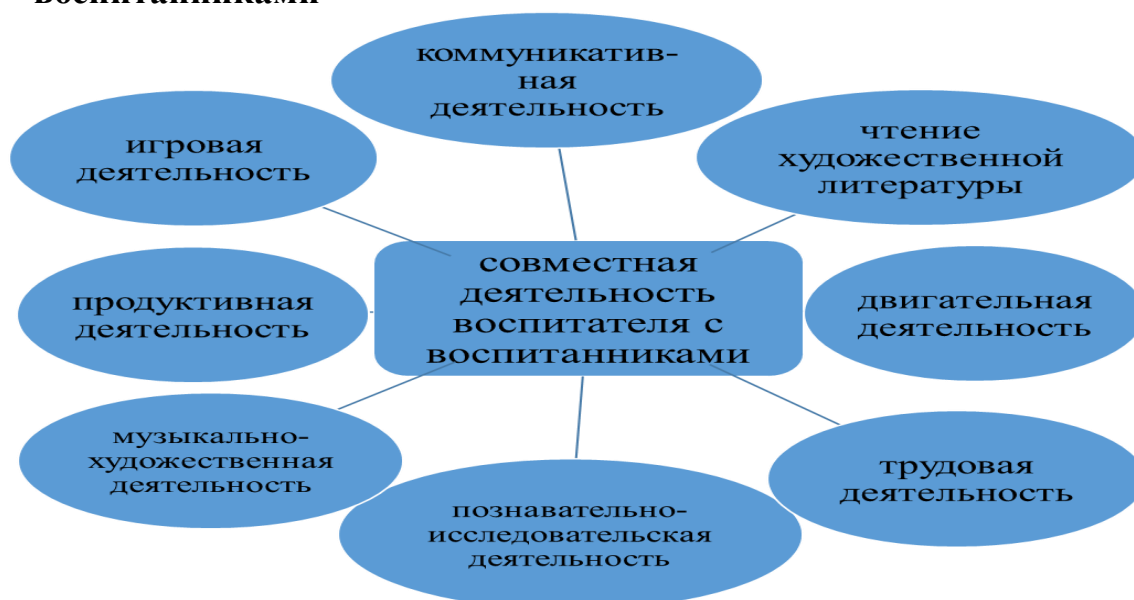 воспитанниками
коммуникатив-
ная
деятельность
игровая
деятельность
чтение
художественной
литературы
совместная
деятельность
воспитателя с
воспитанниками
продуктивная
деятельность
двигательная
деятельность
музыкально-
художественная
деятельность
трудовая
деятельность
познавательно-
исследовательская
деятельность